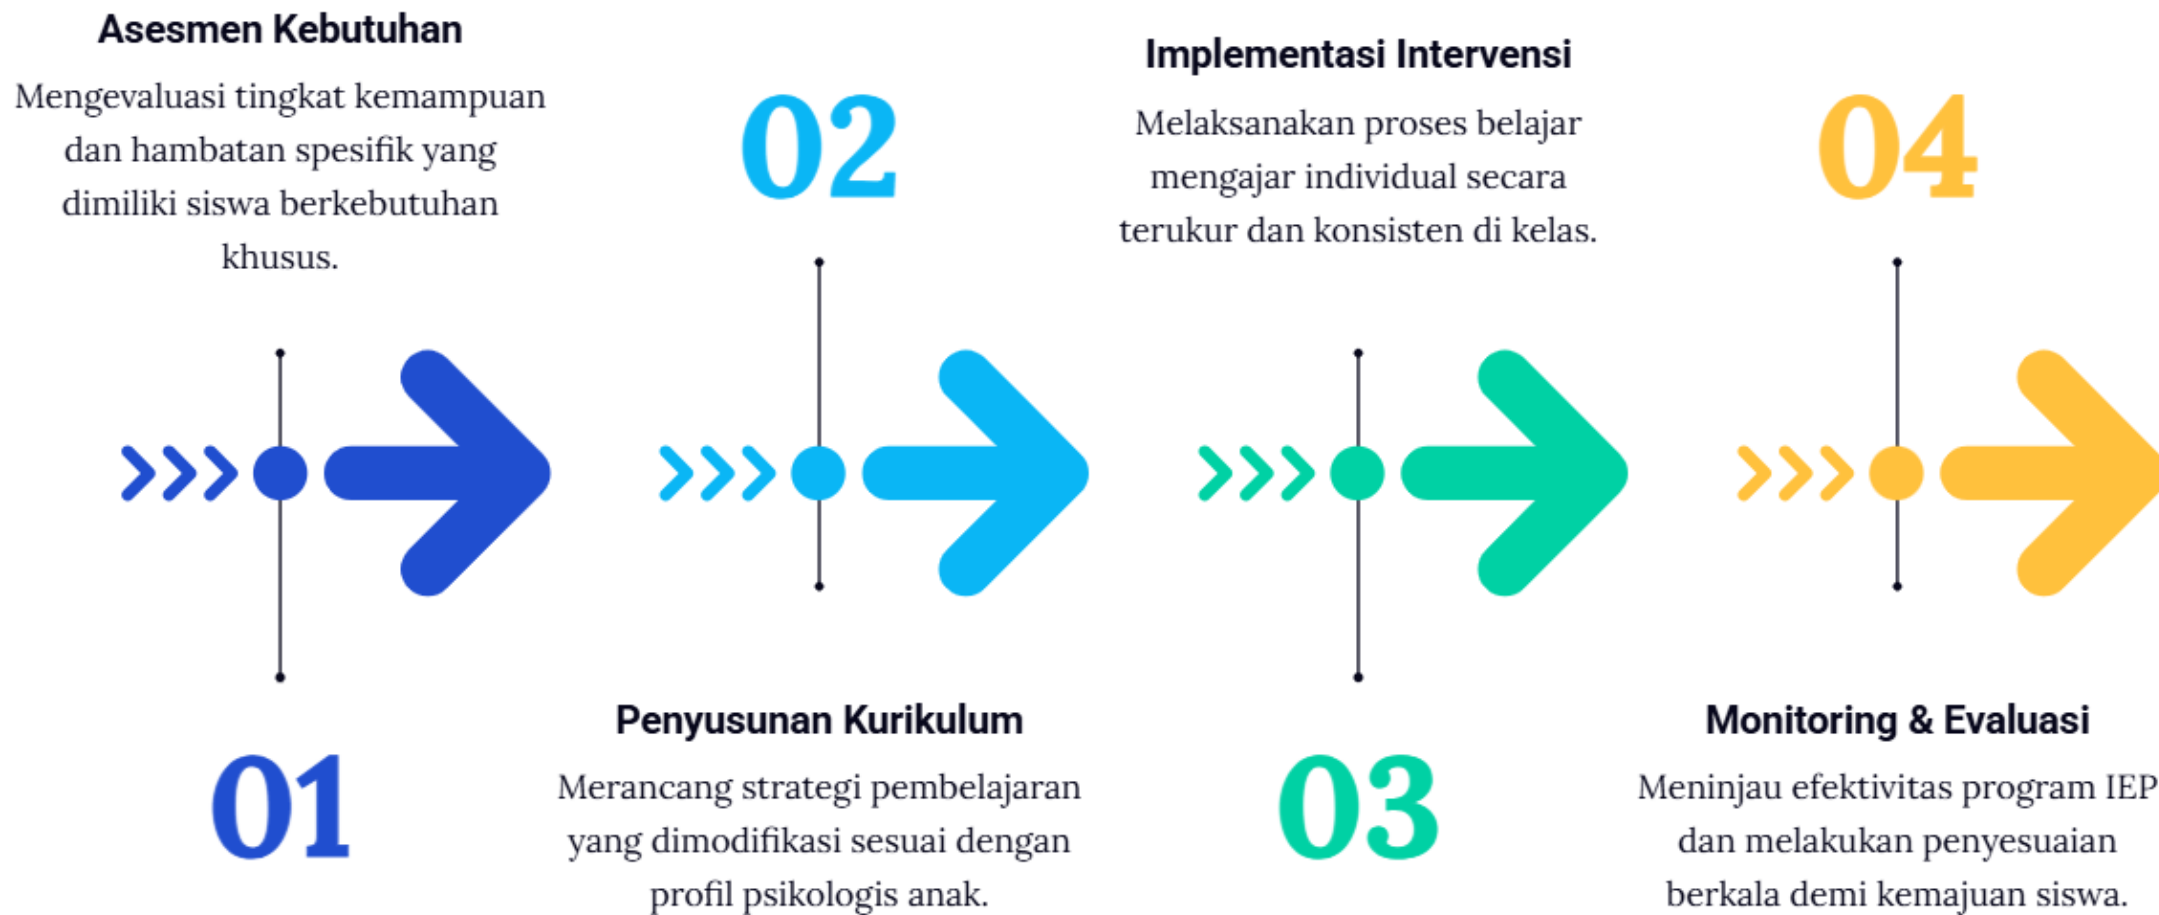 Asesmen Kebutuhan
Mengevaluasi tingkat kemampuan
dan hambatan spesifik yang
dimiliki siswa berkebutuhan
khusus.
01
02
Penyusunan Kurikulum
Merancang strategi pembelajaran
yang dimodifikasi sesuai dengan
profil psikologis anak.
Implementasi Intervensi
Melaksanakan proses belajar
mengajar individual secara
terukur dan konsisten di kelas.
03
04
Monitoring & Evaluasi
Meninjau efektivitas program IEP
dan melakukan penyesuaian
berkala demi kemajuan siswa.